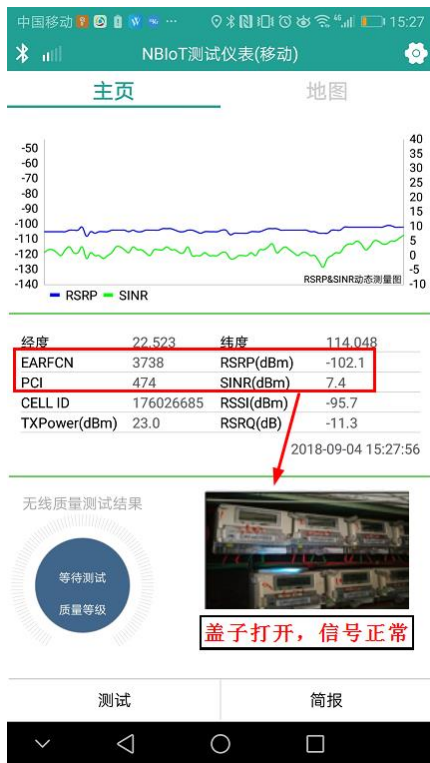 中国移动 15:27
NBIoT测试仪表(移动)
主页 地图
-50 40
-60 35
-70 30
-80 25
-90 20
-100 15
-110 10
-120 5
-130 0
-140 -5
-10
RSRP&SINR动态测量图
RSRP SINR
经度 22.523 纬度 114.048
EARFCN 3738 RSRP(dBm) -102.1
PCI 474 SINR(dBm) 7.4
CELL ID 176026685 RSSI(dBm) -95.7
TXPower(dBm) 23.0 RSRQ(dB) -11.3
2018-09-04 15:27:56
无线质量测试结果
等待测试
质量等级
盖子打开，信号正常
测试 简报